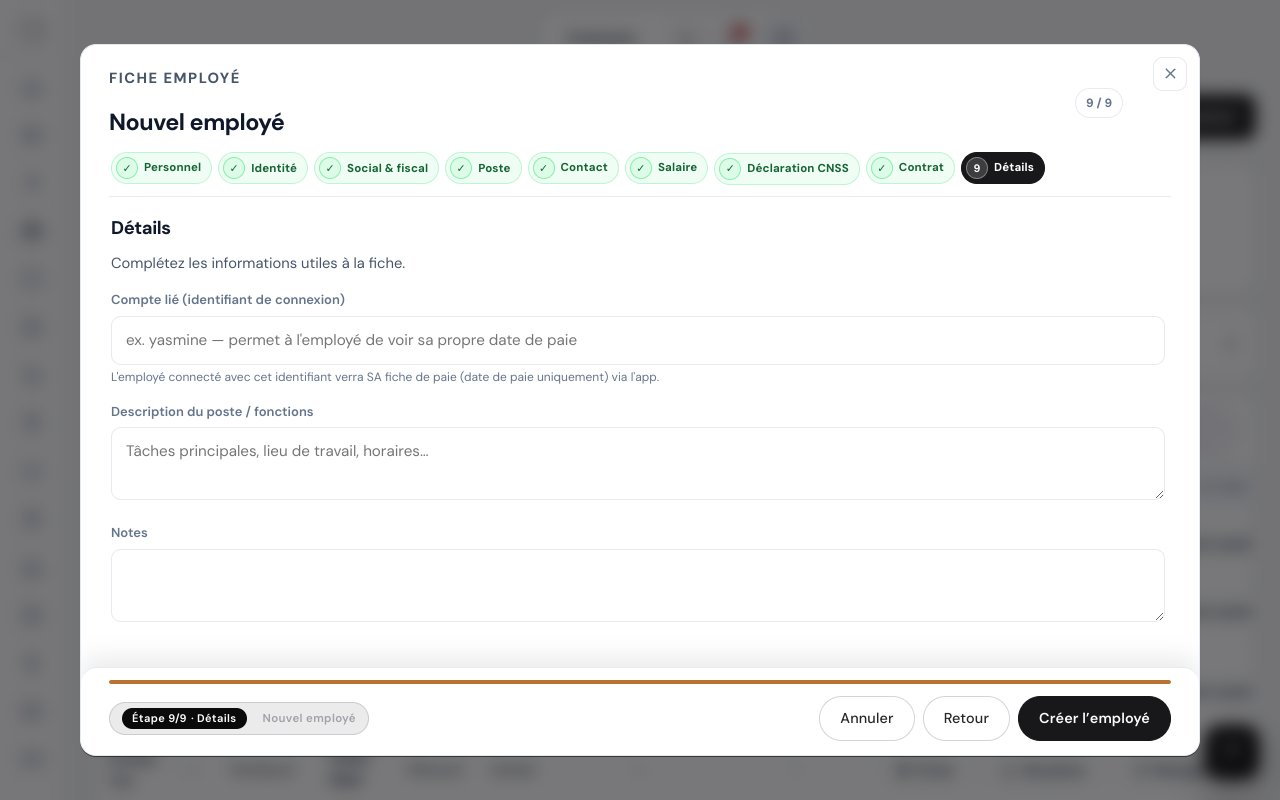 FICHE EMPLOYÉ
9 / 9
Nouvel employé
✓ Personnel ✓ Identité ✓ Social & fiscal ✓ Poste ✓ Contact ✓ Salaire ✓ Déclaration CNSS ✓ Contrat 9 Détails
Détails
Complétez les informations utiles à la fiche.
Compte lié (identifiant de connexion)
ex. yasmine — permet à l'employé de voir sa propre date de paie
L'employé connecté avec cet identifiant verra SA fiche de paie (date de paie uniquement) via l'app.
Description du poste / fonctions
Tâches principales, lieu de travail, horaires…
Notes
Étape 9/9 · Détails Nouvel employé
Annuler Retour Créer l’employé